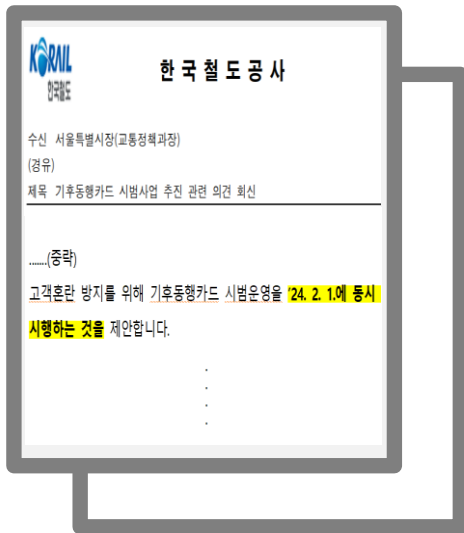 KORAIL
한국철도
한국철도공사
수신 서울특별시장(교통정책과장)
(경유)
제목 기후동행카드 시범사업 추진 관련 의견 회신
......(중략)
고객혼란 방지를 위해 기후동행카드 시범운영을 '24. 2. 1.에 동시
시행하는 것을 제안합니다.
.
.
.
.